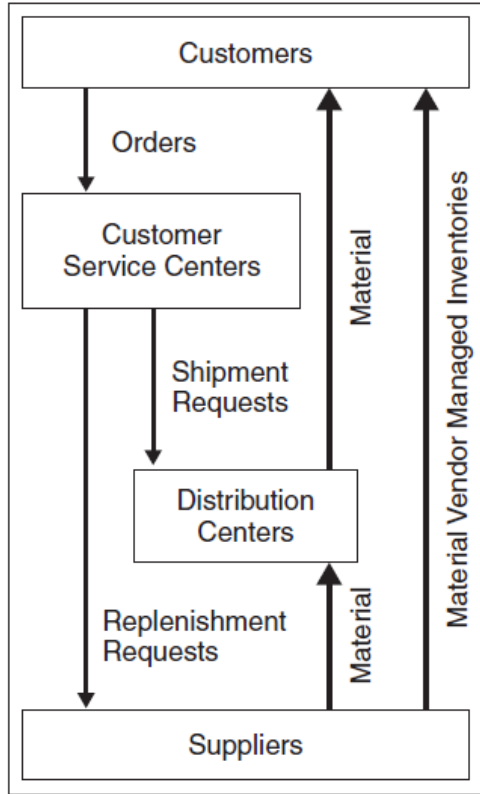 Customers
Orders
Customer
Service Centers
Material
Material Vendor Managed Inventories
Shipment
Requests
Distribution
Centers
Replenishment
Requests
Material
Suppliers